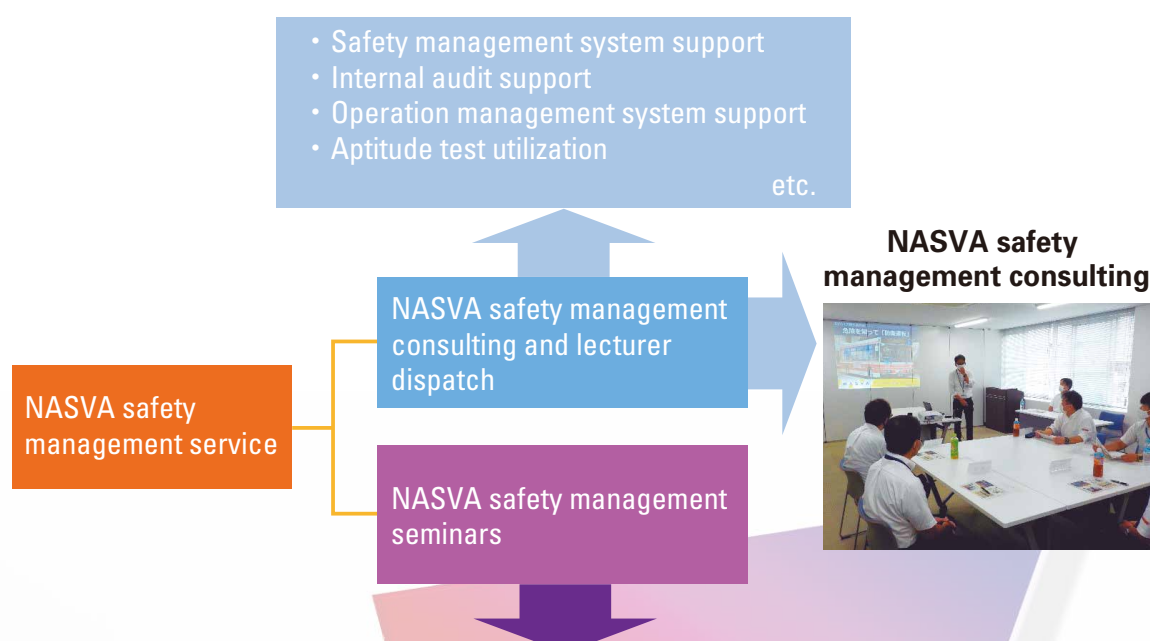 ・Safety management system support
・Internal audit support
・Operation management system support
・Aptitude test utilization
etc.
NASVA safety
management consulting
NASVA safety management
consulting and lecturer
dispatch
NASVA safety
management service
NASVA safety management
seminars